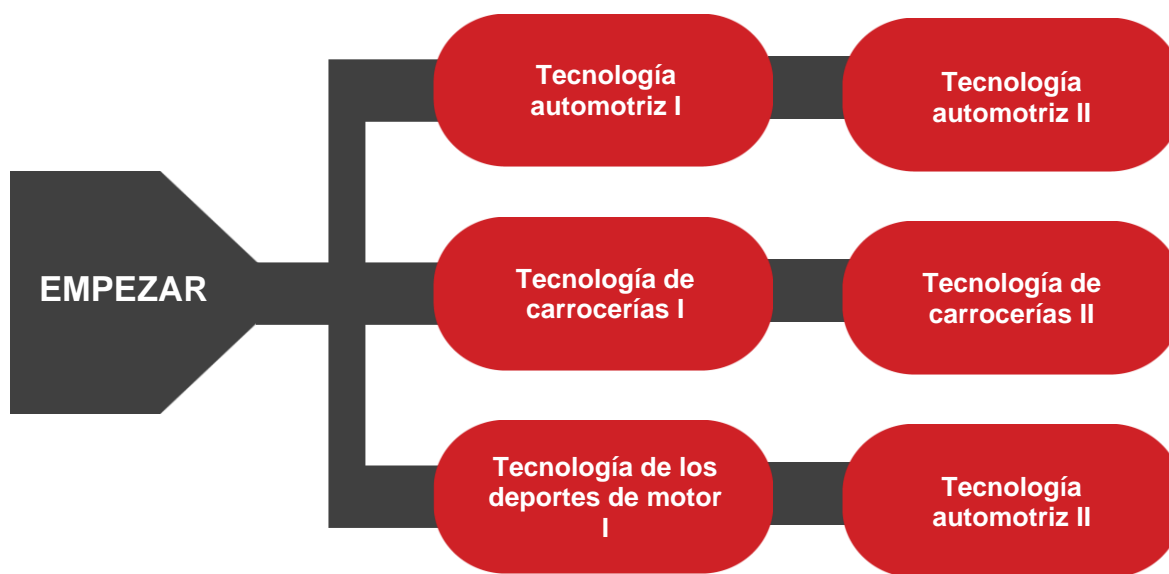 Tecnología
automotriz I
Tecnología
automotriz II
EMPEZAR
Tecnología de
carrocerías I
Tecnología de
carrocerías II
Tecnología de los
deportes de motor
I
Tecnología
automotriz II